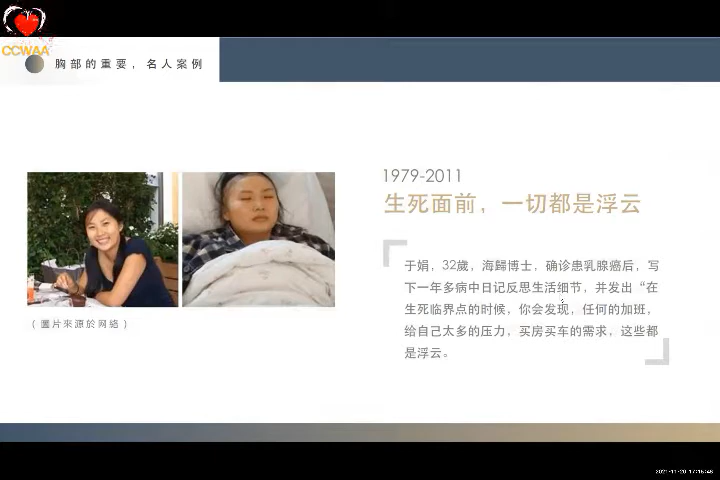 CCWAA
胸部的重要，名人案例
1979-2011
生死面前，一切都是浮云
于娟，32歲，海歸博士，确诊患乳腺癌后，写
下一年多病中日记反思生活细节，并发出“在
生死临界点的时候，你会发现，任何的加班，
给自己太多的压力，买房买车的需求，这些都
是浮云。
（圖片來源於网絡）